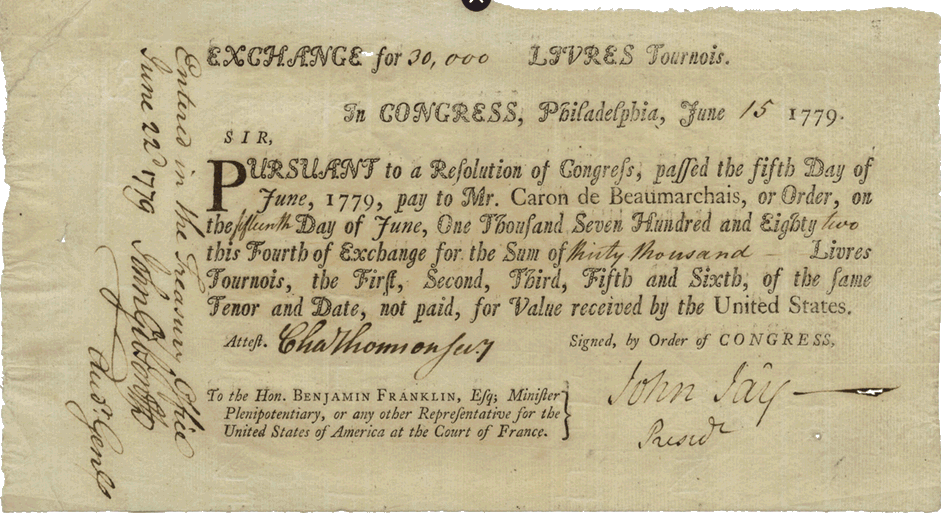 EXCHANGE for 30,000 LIVRES Tournois.
In CONGRESS, Philadelphia, June 15 1779.
SIR,
PURSUANT to a Reſolution of Congreſs, paſſed the fifth Day of
June, 1779, pay to Mr. Caron de Beaumarchais, or Order, on
the fifteenth Day of June, One Thouſand Seven Hundred and Eighty two
this Fourth of Exchange for the Sum of thirty thousand — Livres
Tournois, the Firſt, Second, Third, Fifth and Sixth, of the ſame
Tenor and Date, not paid, for Value received by the United States.
Atteſt. Cha Thomson secy
Signed, by Order of CONGRESS,
John Jay
Presidt
To the Hon. BENJAMIN FRANKLIN, Eſq; Miniſter
Plenipotentiary, or any other Repreſentative for the
United States of America at the Court of France.
Entered in the Treasury Office
June 22d 1779
John Gibson
Audr. Genl